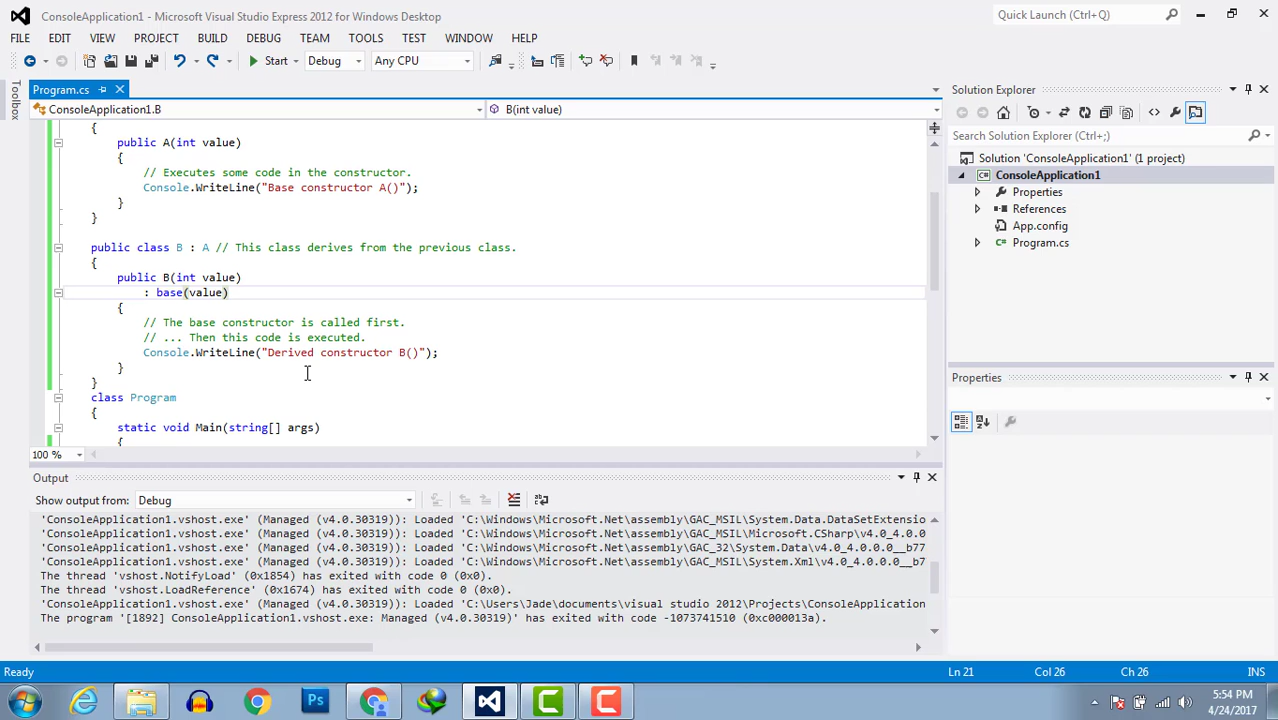 ConsoleApplication1 - Microsoft Visual Studio Express 2012 for Windows Desktop
Quick Launch (Ctrl+Q)
FILE EDIT VIEW PROJECT BUILD DEBUG TEAM TOOLS TEST WINDOW HELP
Start Debug Any CPU
Toolbox
Program.cs
ConsoleApplication1.B B(int value)
{
public A(int value)
{
// Executes some code in the constructor.
Console.WriteLine("Base constructor A()");
}
}
public class B : A // This class derives from the previous class.
{
public B(int value)
: base(value)
{
// The base constructor is called first.
// ... Then this code is executed.
Console.WriteLine("Derived constructor B()");
}
}
class Program
{
static void Main(string[] args)
{
100 %
Solution Explorer
Search Solution Explorer (Ctrl+;)
Solution 'ConsoleApplication1' (1 project)
ConsoleApplication1
Properties
References
App.config
Program.cs
Properties
Output
Show output from: Debug
'ConsoleApplication1.vshost.exe' (Managed (v4.0.30319)): Loaded 'C:\Windows\Microsoft.Net\assembly\GAC_MSIL\System.Data.DataSetExtensio
'ConsoleApplication1.vshost.exe' (Managed (v4.0.30319)): Loaded 'C:\Windows\Microsoft.Net\assembly\GAC_MSIL\Microsoft.CSharp\v4.0_4.0.0
'ConsoleApplication1.vshost.exe' (Managed (v4.0.30319)): Loaded 'C:\Windows\Microsoft.Net\assembly\GAC_32\System.Data\v4.0_4.0.0.0__b77
'ConsoleApplication1.vshost.exe' (Managed (v4.0.30319)): Loaded 'C:\Windows\Microsoft.Net\assembly\GAC_MSIL\System.Xml\v4.0_4.0.0.0__b7
The thread 'vshost.NotifyLoad' (0x1854) has exited with code 0 (0x0).
The thread 'vshost.LoadReference' (0x1674) has exited with code 0 (0x0).
'ConsoleApplication1.vshost.exe' (Managed (v4.0.30319)): Loaded 'C:\Users\Jade\documents\visual studio 2012\Projects\ConsoleApplication
The program '[1892] ConsoleApplication1.vshost.exe: Managed (v4.0.30319)' has exited with code -1073741510 (0xc000013a).
Ready Ln 21 Col 26 Ch 26 INS
Ps
5:54 PM
4/24/2017